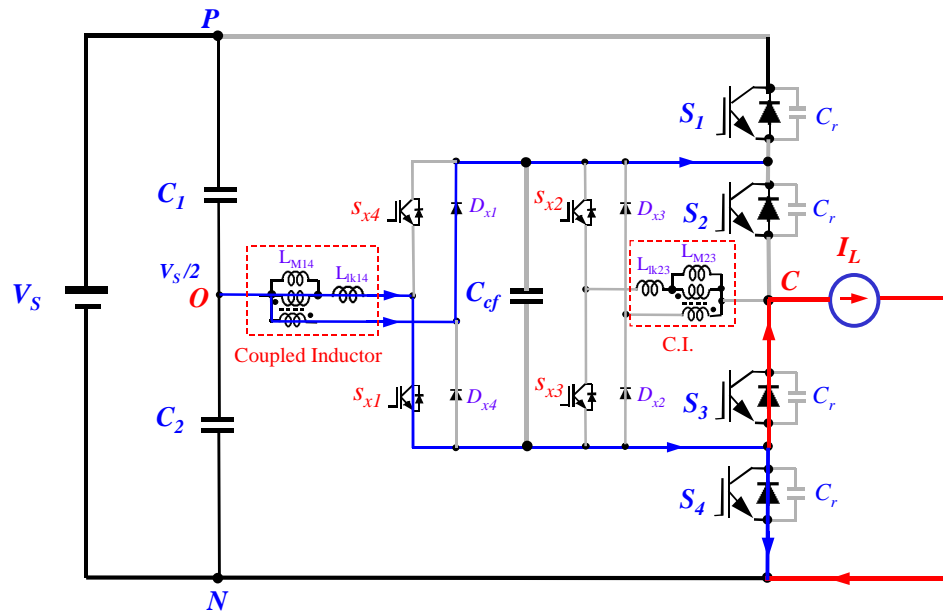 P
S1
Cr
C1
sx4
Dx1
sx2
Dx3
S2
Cr
VS/2
LM14
Llk14
LM23
Llk23
IL
VS
O
Ccf
C
Coupled Inductor
C.I.
C2
sx1
Dx4
sx3
Dx2
S3
Cr
S4
Cr
N